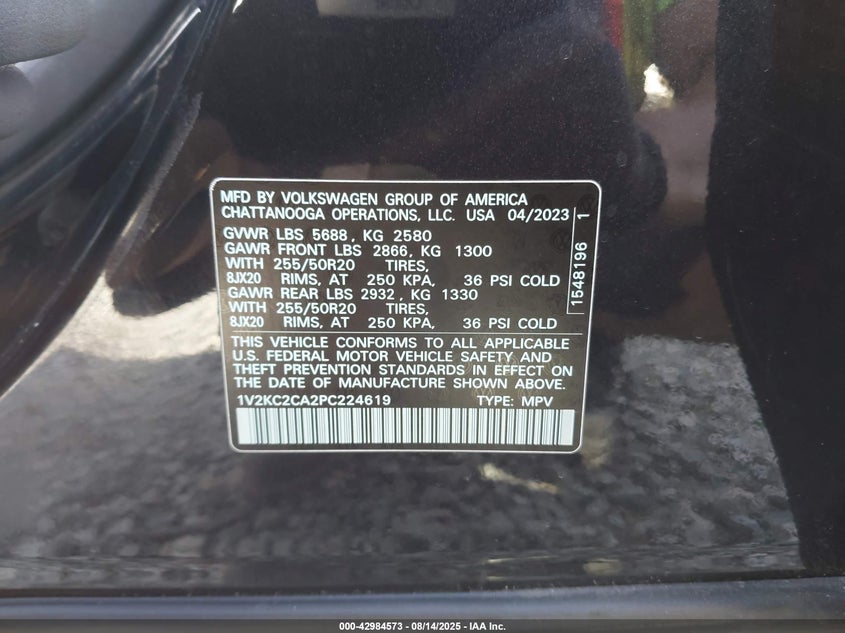 MFD BY VOLKSWAGEN GROUP OF AMERICA
CHATTANOOGA OPERATIONS, LLC. USA 04/2023
GVWR LBS 5688, KG 2580
GAWR FRONT LBS 2866, KG 1300
WITH 255/50R20 TIRES,
8JX20 RIMS, AT 250 KPA, 36 PSI COLD
GAWR REAR LBS 2932, KG 1330
WITH 255/50R20 TIRES,
8JX20 RIMS, AT 250 KPA, 36 PSI COLD
1548196 1
THIS VEHICLE CONFORMS TO ALL APPLICABLE
U.S. FEDERAL MOTOR VEHICLE SAFETY AND
THEFT PREVENTION STANDARDS IN EFFECT ON
THE DATE OF MANUFACTURE SHOWN ABOVE.
1V2KC2CA2PC224619 TYPE: MPV
000-42984573 - 08/14/2025 - IAA Inc.